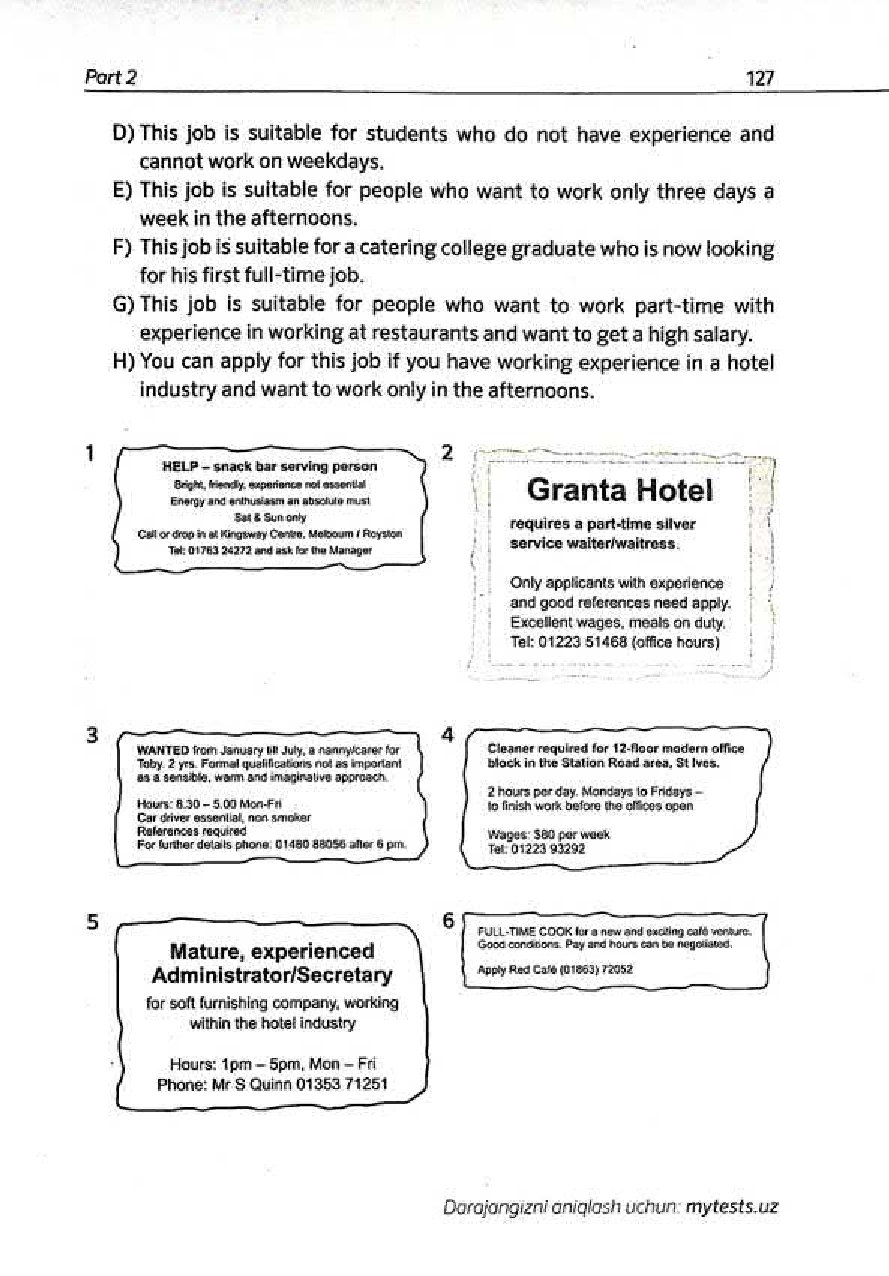 Part 2
127
D) This job is suitable for students who do not have experience and
cannot work on weekdays.
E) This job is suitable for people who want to work only three days a
week in the afternoons.
F) This job is suitable for a catering college graduate who is now looking
for his first full-time job.
G) This job is suitable for people who want to work part-time with
experience in working at restaurants and want to get a high salary.
H) You can apply for this job if you have working experience in a hotel
industry and want to work only in the afternoons.
1
HELP – snack bar serving person
Bright, friendly, experience not essential
Energy and enthusiasm an absolute must
Sat & Sun only
Call or drop in at Kingsway Centre, Melbourn / Royston
Tel: 01763 24272 and ask for the Manager
2
Granta Hotel
requires a part-time silver
service waiter/waitress.
Only applicants with experience
and good references need apply.
Excellent wages, meals on duty.
Tel: 01223 51468 (office hours)
3
WANTED from January till July, a nanny/carer for
Toby. 2 yrs. Formal qualifications not as important
as a sensible, warm and imaginative approach.
Hours: 8.30 – 5.00 Mon-Fri
Car driver essential, non smoker
References required
For further details phone: 01480 88056 after 6 pm.
4
Cleaner required for 12-floor modern office
block in the Station Road area, St Ives.
2 hours per day. Mondays to Fridays –
to finish work before the offices open
Wages: $80 per week
Tel: 01223 93292
5
Mature, experienced
Administrator/Secretary
for soft furnishing company, working
within the hotel industry
Hours: 1pm – 5pm, Mon – Fri
Phone: Mr S Quinn 01353 71251
6
FULL-TIME COOK for a new and exciting café venture.
Good conditions. Pay and hours can be negotiated.
Apply Red Café (01863) 72052
Darajangizni aniqlash uchun: mytests.uz